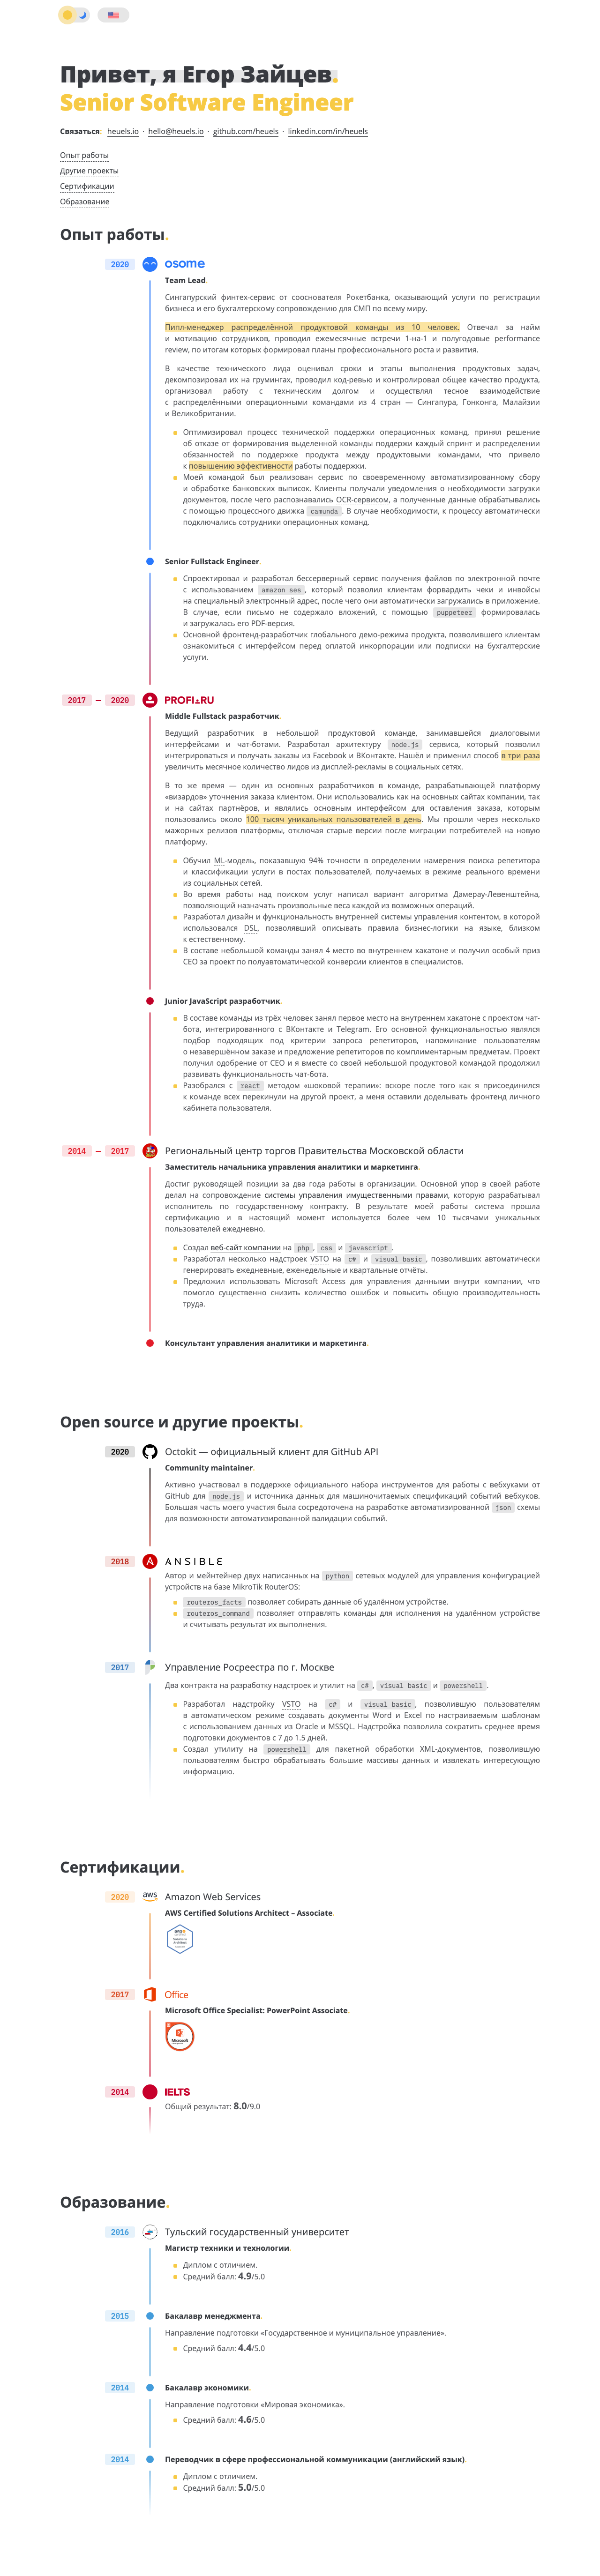 Привет, я Егор Зайцев.
Senior Software Engineer
Связаться: heuels.io · hello@heuels.io · github.com/heuels · linkedin.com/in/heuels
Опыт работы
Другие проекты
Сертификации
Образование
Опыт работы.
2020 osome
Team Lead.
Сингапурский финтех-сервис от сооснователя Рокетбанка, оказывающий услуги по регистрации
бизнеса и его бухгалтерскому сопровождению для СМП по всему миру.
Пипл-менеджер распределённой продуктовой команды из 10 человек. Отвечал за найм
и мотивацию сотрудников, проводил ежемесячные встречи 1-на-1 и полугодовые performance
review, по итогам которых формировал планы профессионального роста и развития.
В качестве технического лида оценивал сроки и этапы выполнения продуктовых задач,
декомпозировал их на грумингах, проводил код-ревью и контролировал общее качество продукта,
организовал работу с техническим долгом и осуществлял тесное взаимодействие
с распределёнными операционными командами из 4 стран — Сингапура, Гонконга, Малайзии
и Великобритании.
Оптимизировал процесс технической поддержки операционных команд, принял решение
об отказе от формирования выделенной команды поддержки каждый спринт и распределении
обязанностей по поддержке продукта между продуктовыми командами, что привело
к повышению эффективности работы поддержки.
Моей командой был реализован сервис по своевременному автоматизированному сбору
и обработке банковских выписок. Клиенты получали уведомления о необходимости загрузки
документов, после чего распознавались OCR-сервисом, а полученные данные обрабатывались
с помощью процессного движка camunda. В случае необходимости, к процессу автоматически
подключались сотрудники операционных команд.
Senior Fullstack Engineer.
Спроектировал и разработал бессерверный сервис получения файлов по электронной почте
с использованием amazon ses, который позволил клиентам форвардить чеки и инвойсы
на специальный электронный адрес, после чего они автоматически загружались в приложение.
В случае, если письмо не содержало вложений, с помощью puppeteer формировалась
и загружалась его PDF-версия.
Основной фронтенд-разработчик глобального демо-режима продукта, позволившего клиентам
ознакомиться с интерфейсом перед оплатой инкорпорации или подписки на бухгалтерские
услуги.
2017 — 2020 PROFI.RU
Middle Fullstack разработчик.
Ведущий разработчик в небольшой продуктовой команде, занимавшейся диалоговыми
интерфейсами и чат-ботами. Разработал архитектуру node.js сервиса, который позволил
интегрироваться и получать заказы из Facebook и ВКонтакте. Нашёл и применил способ в три раза
увеличить месячное количество лидов из дисплей-рекламы в социальных сетях.
В то же время — один из основных разработчиков в команде, разрабатывающей платформу
«визардов» уточнения заказа клиентом. Они использовались как на основных сайтах компании, так
и на сайтах партнёров, и являлись основным интерфейсом для оставления заказа, которым
пользовались около 100 тысяч уникальных пользователей в день. Мы прошли через несколько
мажорных релизов платформы, отключая старые версии после миграции потребителей на новую
платформу.
Обучил ML-модель, показавшую 94% точности в определении намерения поиска репетитора
и классификации услуги в постах пользователей, получаемых в режиме реального времени
из социальных сетей.
Во время работы над поиском услуг написал вариант алгоритма Дамерау-Левенштейна,
позволяющий назначать произвольные веса каждой из возможных операций.
Разработал дизайн и функциональность внутренней системы управления контентом, в которой
использовался DSL, позволявший описывать правила бизнес-логики на языке, близком
к естественному.
В составе небольшой команды занял 4 место во внутреннем хакатоне и получил особый приз
CEO за проект по полуавтоматической конверсии клиентов в специалистов.
Junior JavaScript разработчик.
В составе команды из трёх человек занял первое место на внутреннем хакатоне с проектом чат-
бота, интегрированного с ВКонтакте и Telegram. Его основной функциональностью являлся
подбор подходящих под критерии запроса репетиторов, напоминание пользователям
о незавершённом заказе и предложение репетиторов по комплиментарным предметам. Проект
получил одобрение от CEO и я вместе со своей небольшой продуктовой командой продолжил
развивать функциональность чат-бота.
Разобрался с react методом «шоковой терапии»: вскоре после того как я присоединился
к команде всех перекинули на другой проект, а меня оставили доделывать фронтенд личного
кабинета пользователя.
2014 — 2017 Региональный центр торгов Правительства Московской области
Заместитель начальника управления аналитики и маркетинга.
Достиг руководящей позиции за два года работы в организации. Основной упор в своей работе
делал на сопровождение системы управления имущественными правами, которую разрабатывал
исполнитель по государственному контракту. В результате моей работы система прошла
сертификацию и в настоящий момент используется более чем 10 тысячами уникальных
пользователей ежедневно.
Создал веб-сайт компании на php, css и javascript.
Разработал несколько надстроек VSTO на c# и visual basic, позволивших автоматически
генерировать ежедневные, еженедельные и квартальные отчёты.
Предложил использовать Microsoft Access для управления данными внутри компании, что
помогло существенно снизить количество ошибок и повысить общую производительность
труда.
Консультант управления аналитики и маркетинга.
Open source и другие проекты.
2020 Octokit — официальный клиент для GitHub API
Community maintainer.
Активно участвовал в поддержке официального набора инструментов для работы с вебхуками от
GitHub для node.js и источника данных для машиночитаемых спецификаций событий вебхуков.
Большая часть моего участия была сосредоточена на разработке автоматизированной json схемы
для возможности автоматизированной валидации событий.
2018 ANSIBLE
Автор и мейнтейнер двух написанных на python сетевых модулей для управления конфигурацией
устройств на базе MikroTik RouterOS:
routeros_facts позволяет собирать данные об удалённом устройстве.
routeros_command позволяет отправлять команды для исполнения на удалённом устройстве
и считывать результат их выполнения.
2017 Управление Росреестра по г. Москве
Два контракта на разработку надстроек и утилит на c#, visual basic и powershell.
Разработал надстройку VSTO на c# и visual basic, позволившую пользователям
в автоматическом режиме создавать документы Word и Excel по настраиваемым шаблонам
с использованием данных из Oracle и MSSQL. Надстройка позволила сократить среднее время
подготовки документов с 7 до 1.5 дней.
Создал утилиту на powershell для пакетной обработки XML-документов, позволившую
пользователям быстро обрабатывать большие массивы данных и извлекать интересующую
информацию.
Сертификации.
2020 aws Amazon Web Services
AWS Certified Solutions Architect – Associate.
2017 Office
Microsoft Office Specialist: PowerPoint Associate.
Microsoft
2014 IELTS
Общий результат: 8.0/9.0
Образование.
2016 Тульский государственный университет
Магистр техники и технологии.
Диплом с отличием.
Средний балл: 4.9/5.0
2015 Бакалавр менеджмента.
Направление подготовки «Государственное и муниципальное управление».
Средний балл: 4.4/5.0
2014 Бакалавр экономики.
Направление подготовки «Мировая экономика».
Средний балл: 4.6/5.0
2014 Переводчик в сфере профессиональной коммуникации (английский язык).
Диплом с отличием.
Средний балл: 5.0/5.0